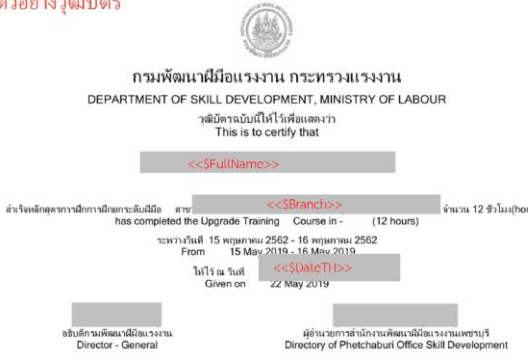 ตัวอย่างวุฒิบัตร
กรมพัฒนาฝีมือแรงงาน กระทรวงแรงงาน
DEPARTMENT OF SKILL DEVELOPMENT, MINISTRY OF LABOUR
วุฒิบัตรฉบับนี้ให้ไว้เพื่อแสดงว่า
This is to certify that
<<$FullName>>
สำเร็จหลักสูตรการฝึกการฝึกยกระดับฝีมือ สาขา <<$Branch>> จำนวน 12 ชั่วโมง(hou
has completed the Upgrade Training Course in - (12 hours)
ระหว่างวันที่ 15 พฤษภาคม 2562 - 16 พฤษภาคม 2562
From 15 May 2019 - 16 May 2019
ให้ไว้ ณ วันที่ <<$DateTH>>
Given on 22 May 2019
อธิบดีกรมพัฒนาฝีมือแรงงาน
Director - General
ผู้อำนวยการสำนักงานพัฒนาฝีมือแรงงานเพชรบุรี
Directory of Phetchaburi Office Skill Development